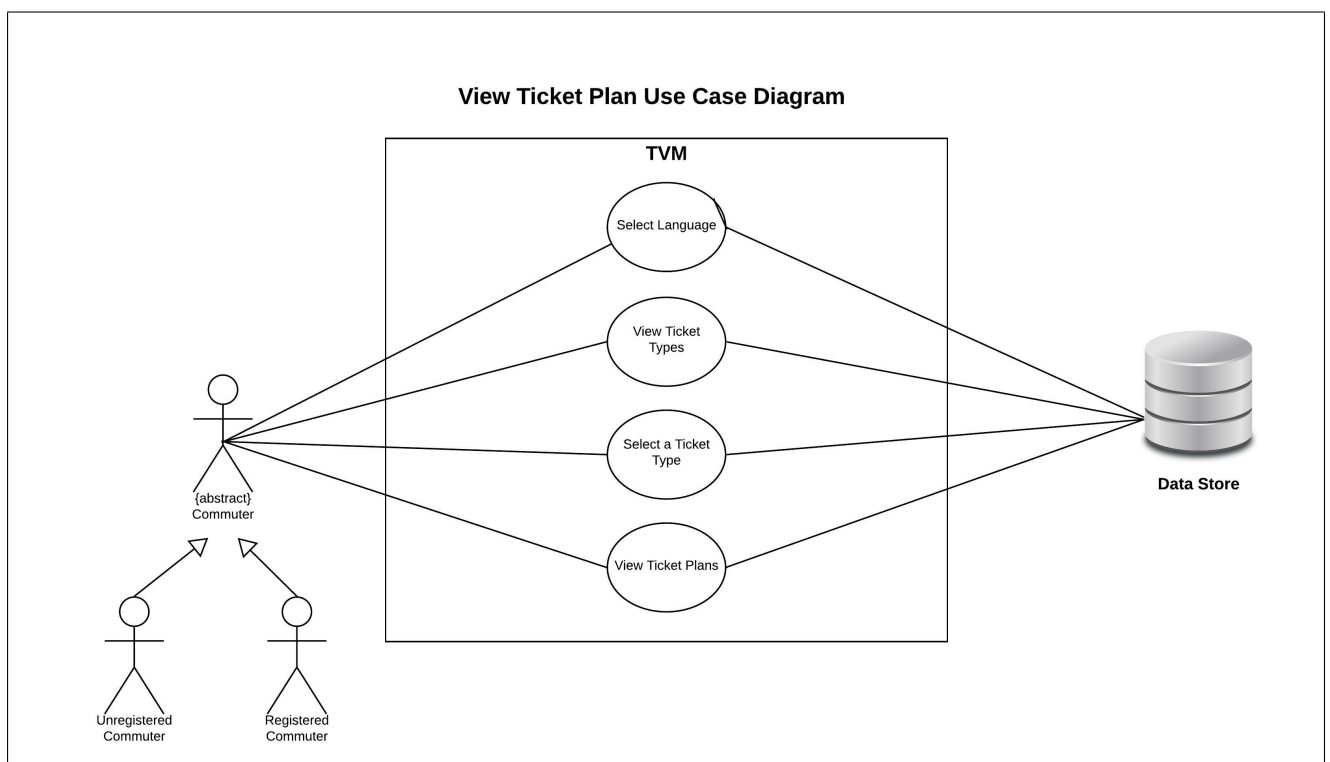 View Ticket Plan Use Case Diagram
TVM
Select Language
View Ticket
Types
Select a Ticket
Type
View Ticket Plans
{abstract}
Commuter
Unregistered
Commuter
Registered
Commuter
Data Store